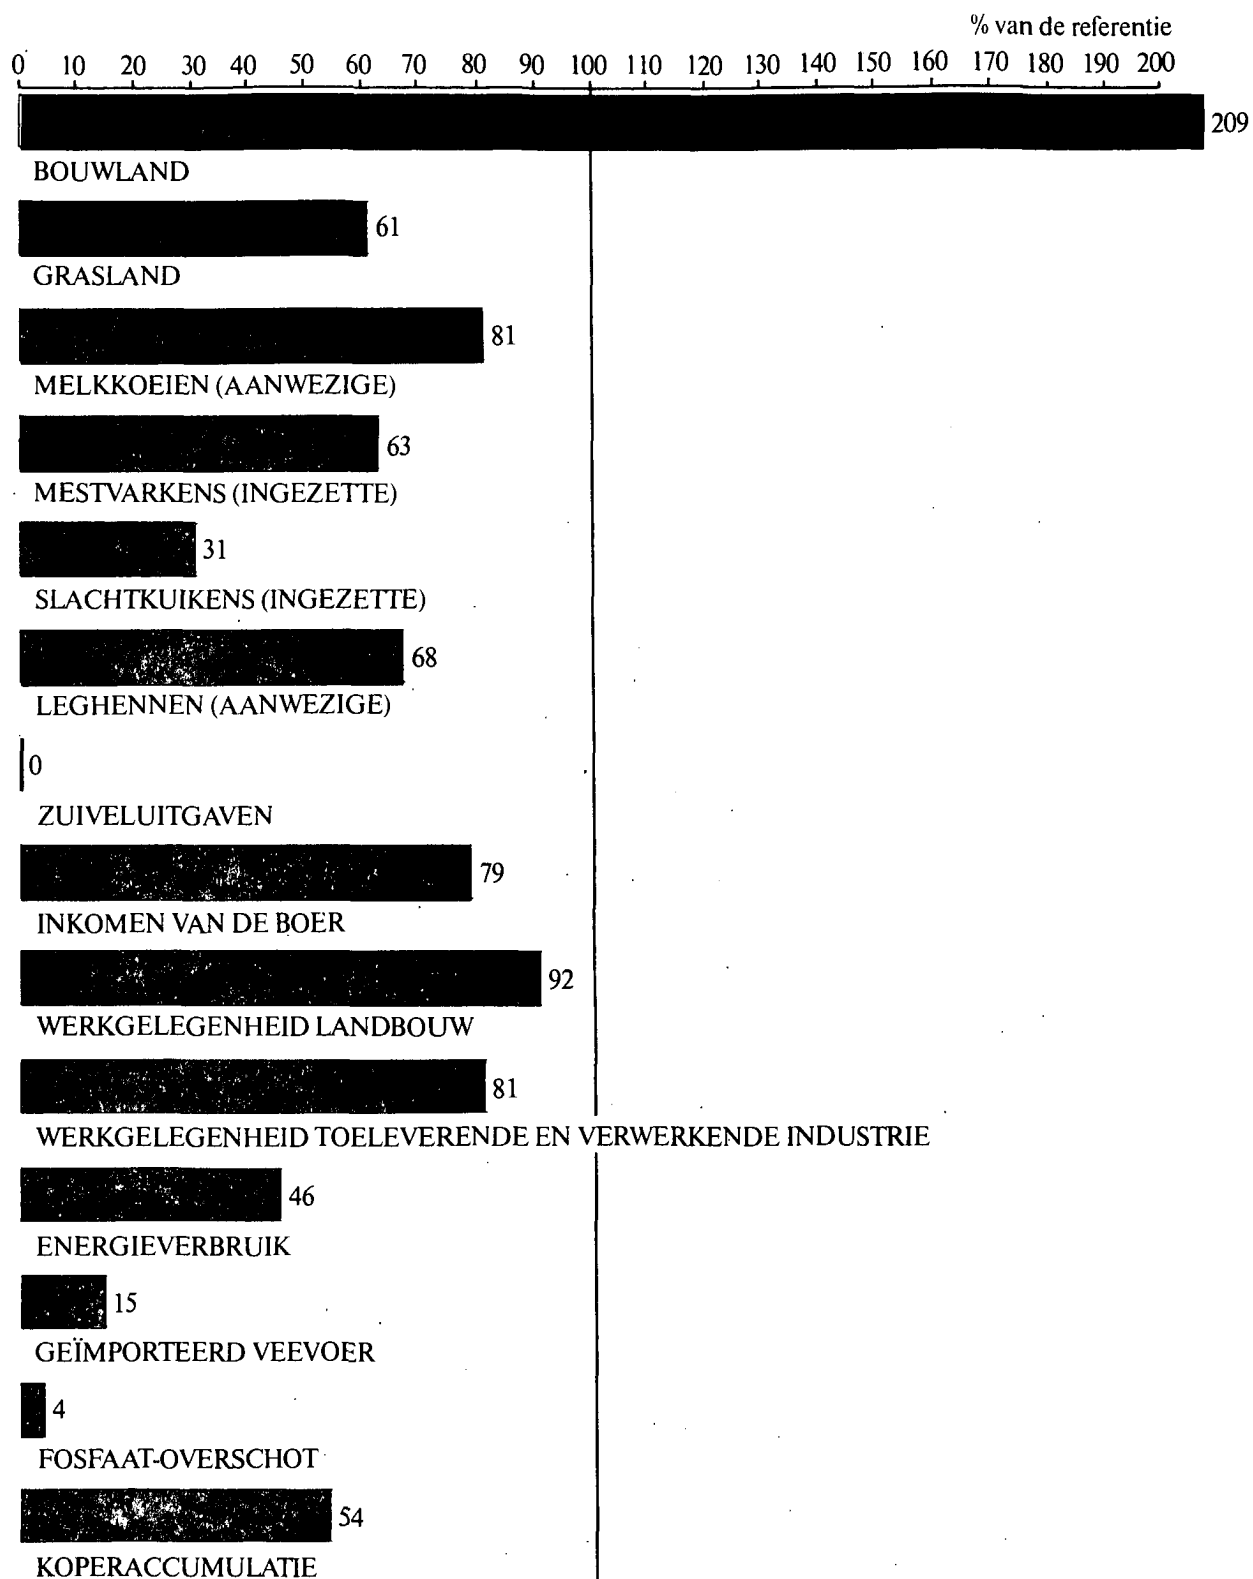 % van de referentie
0 10 20 30 40 50 60 70 80 90 100 110 120 130 140 150 160 170 180 190 200
209
BOUWLAND
61
GRASLAND
81
MELKKOEIEN (AANWEZIGE)
63
MESTVARKENS (INGEZETTE)
31
SLACHTKUIKENS (INGEZETTE)
68
LEGHENNEN (AANWEZIGE)
0
ZUIVELUITGAVEN
79
INKOMEN VAN DE BOER
92
WERKGELEGENHEID LANDBOUW
81
WERKGELEGENHEID TOELEVERENDE EN VERWERKENDE INDUSTRIE
46
ENERGIEVERBRUIK
15
GEÏMPORTEERD VEEVOER
4
FOSFAAT-OVERSCHOT
54
KOPERACCUMULATIE